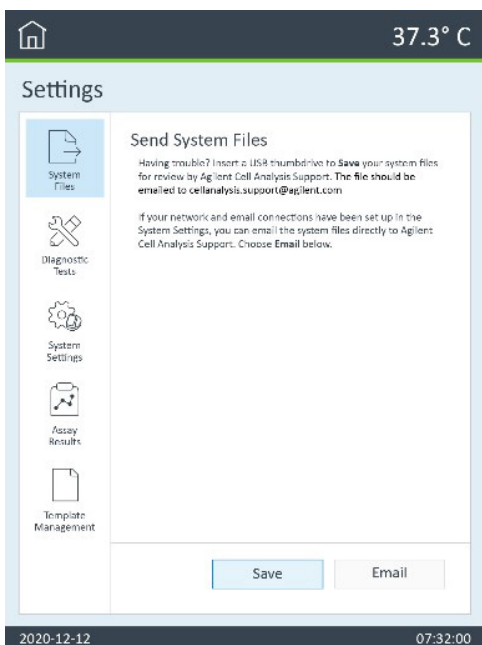 37.3° C
Settings
System
Files
Send System Files
Having trouble? Insert a USB thumbdrive to Save your system files
for review by Agilent Cell Analysis Support. The file should be
emailed to cellanalysis.support@agilent.com
If your network and email connections have been set up in the
System Settings, you can email the system files directly to Agilent
Cell Analysis Support. Choose Email below.
Diagnostic
Tests
System
Settings
Assay
Results
Template
Management
Save
Email
2020-12-12
07:32:00